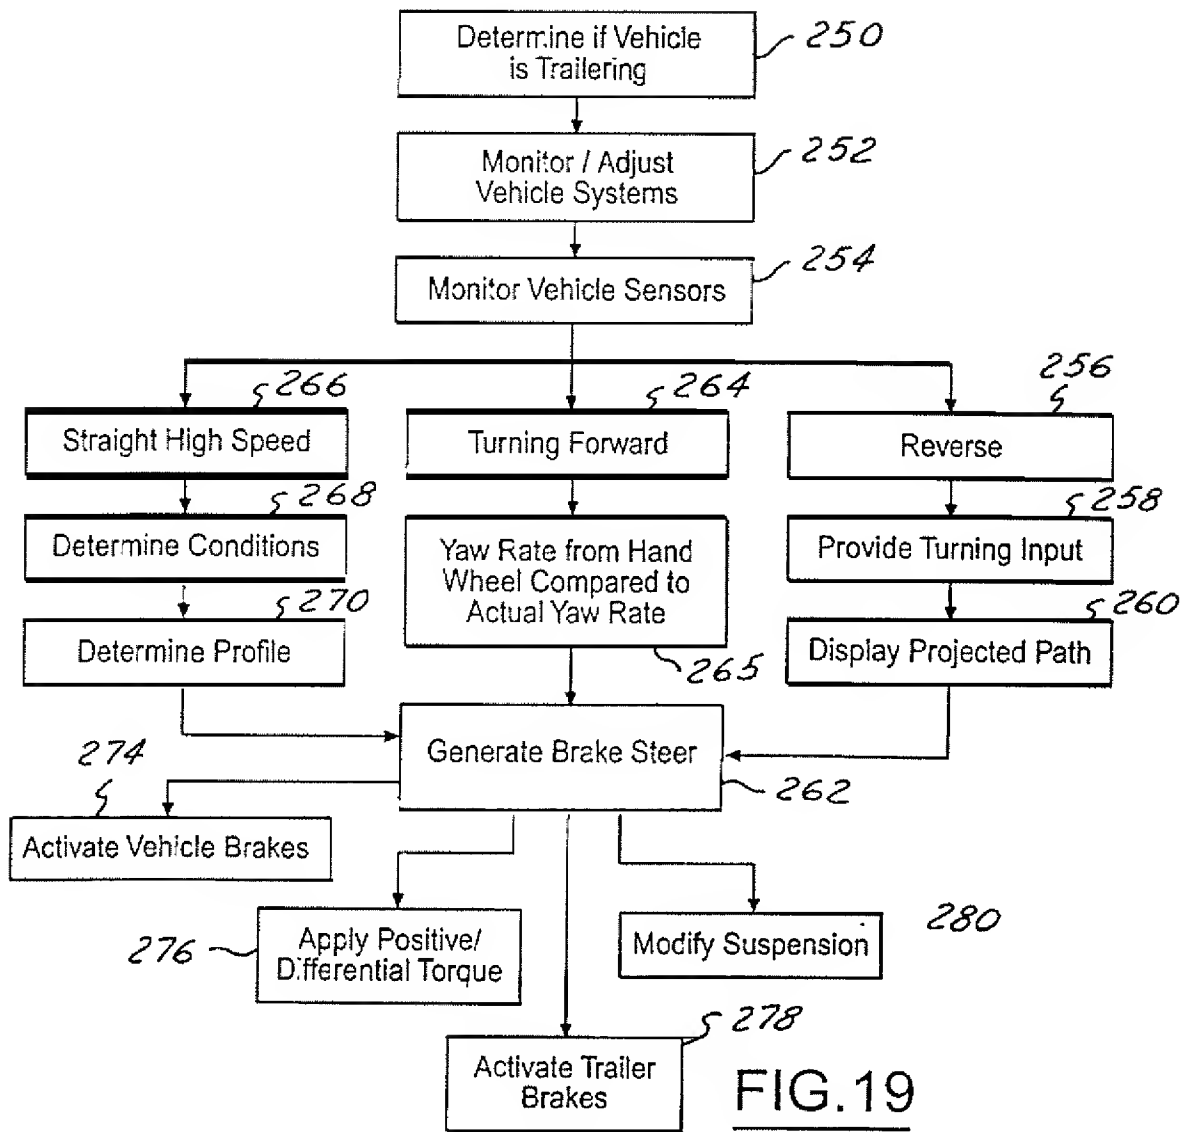 Determine if Vehicle
is Trailering
250
Monitor / Adjust
Vehicle Systems
252
Monitor Vehicle Sensors
254
266
Straight High Speed
264
Turning Forward
256
Reverse
268
Determine Conditions
Yaw Rate from Hand
Wheel Compared to
Actual Yaw Rate
265
258
Provide Turning Input
270
Determine Profile
260
Display Projected Path
Generate Brake Steer
262
274
Activate Vehicle Brakes
276
Apply Positive/
Differential Torque
Modify Suspension
280
278
Activate Trailer
Brakes
FIG.19